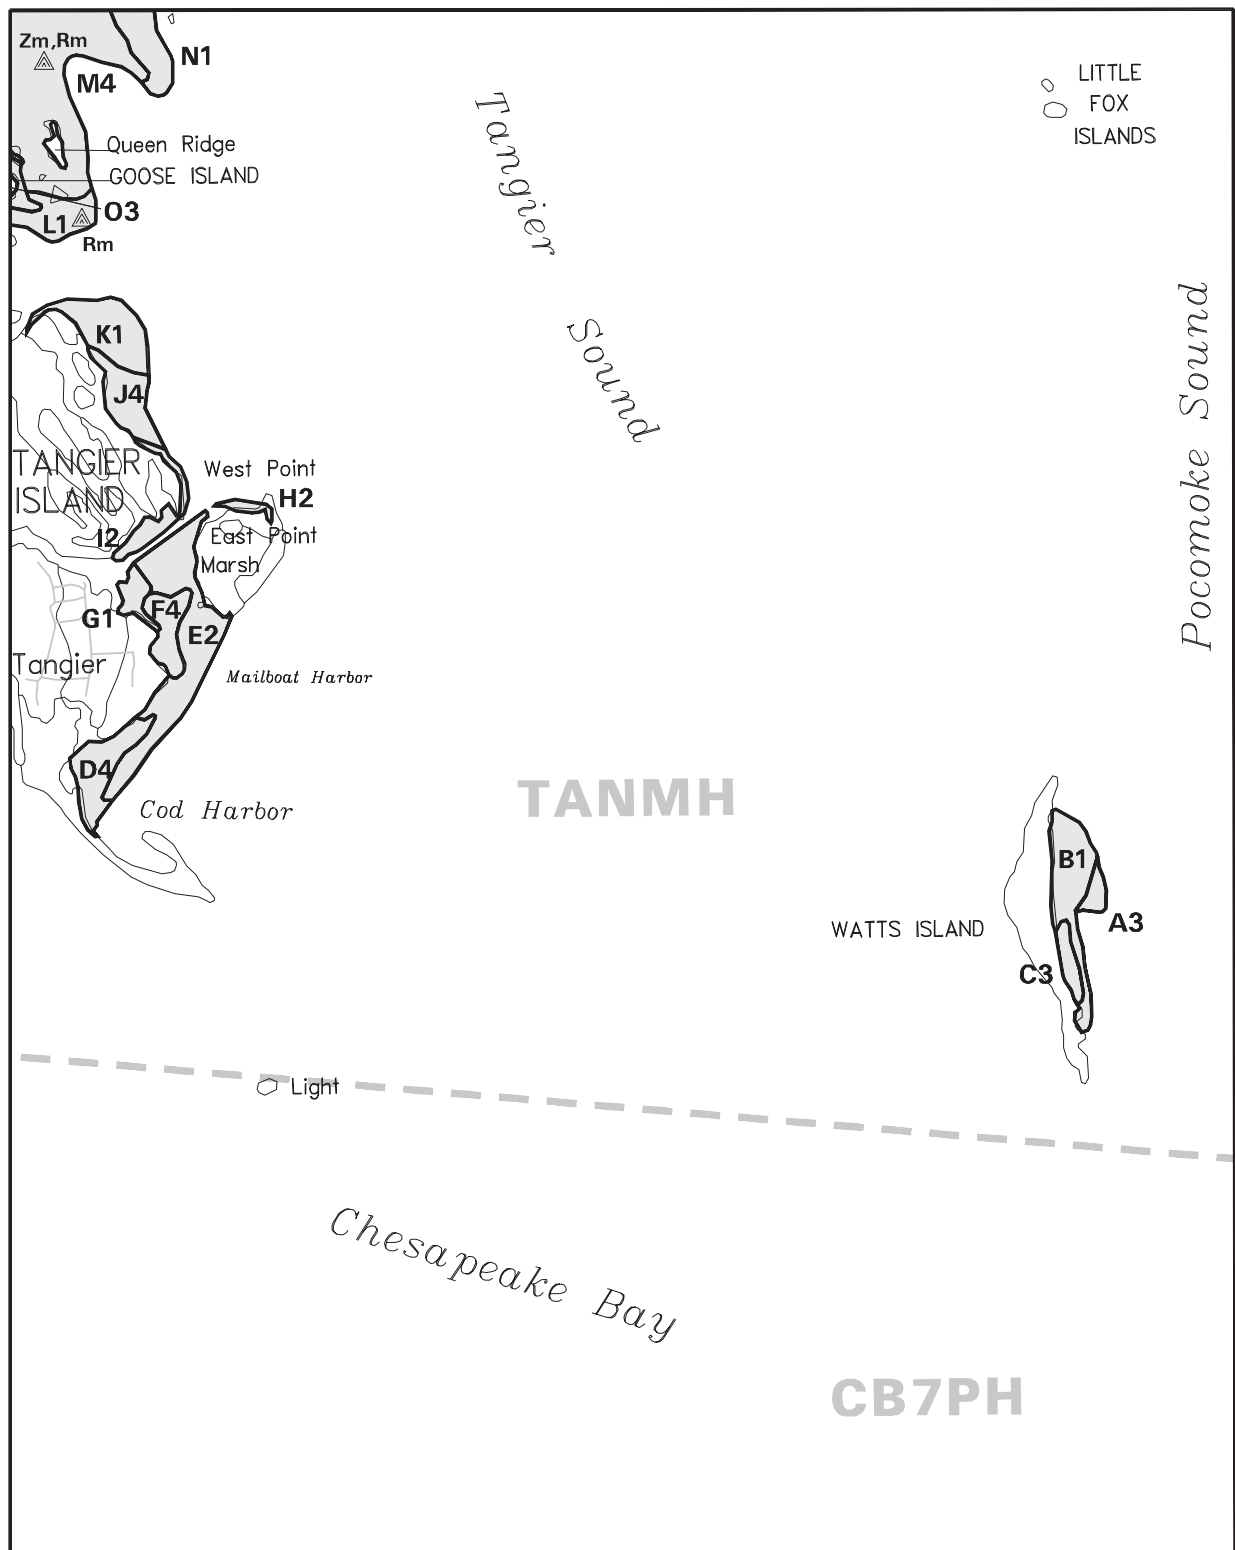 Zm,Rm
N1
M4
LITTLE
FOX
ISLANDS
Queen Ridge
GOOSE ISLAND
O3
L1
Rm
Tangier
Sound
Pocomoke Sound
K1
J4
TANGIER
ISLAND
West Point
H2
I2
East Point
Marsh
G1
F4
E2
Tangier
Mailboat Harbor
D4
Cod Harbor
TANMH
B1
A3
WATTS ISLAND
C3
Light
Chesapeake Bay
CB7PH